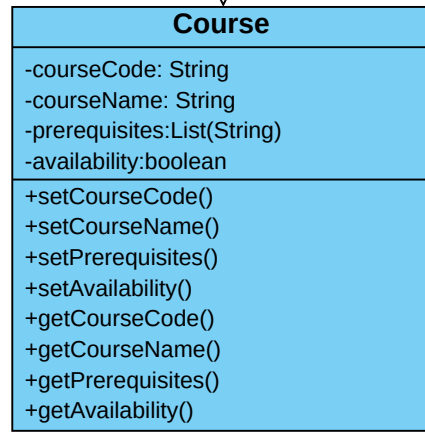 Course
-courseCode: String
-courseName: String
-prerequisites:List(String)
-availability:boolean
+setCourseCode()
+setCourseName()
+setPrerequisites()
+setAvailability()
+getCourseCode()
+getCourseName()
+getPrerequisites()
+getAvailability()